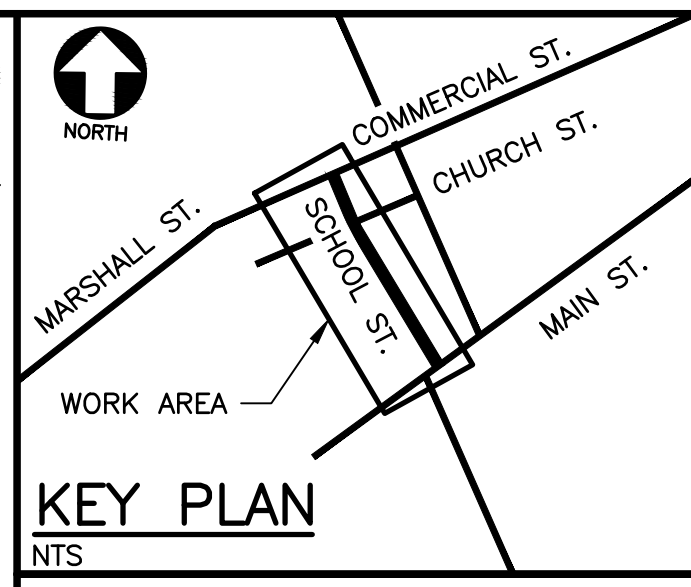 NORTH
COMMERCIAL ST.
CHURCH ST.
MARSHALL ST.
SCHOOL ST.
MAIN ST.
WORK AREA
KEY PLAN
NTS